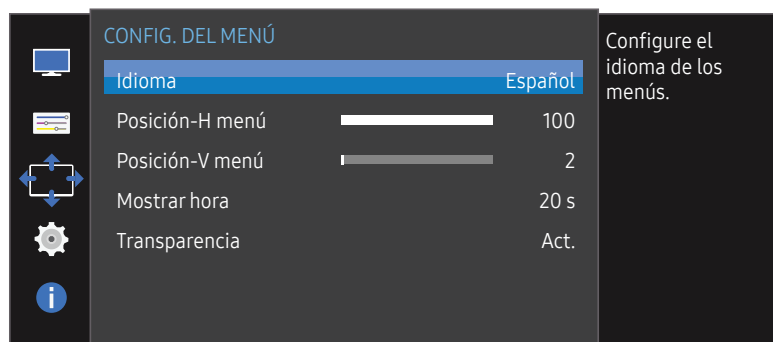 CONFIG. DEL MENÚ
Idioma Español
Posición-H menú 100
Posición-V menú 2
Mostrar hora 20 s
Transparencia Act.
Configure el
idioma de los
menús.